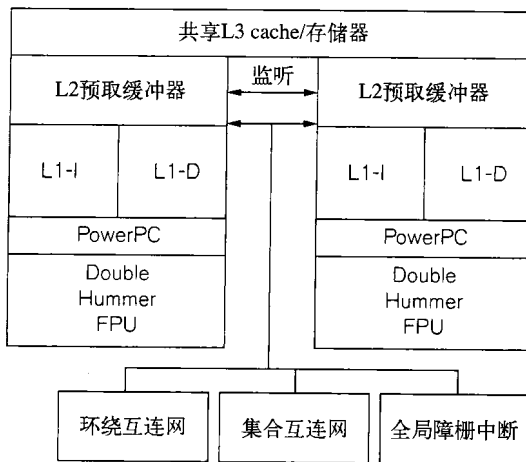 共享L3 cache/存储器
监听
L2预取缓冲器
L2预取缓冲器
L1-I
L1-D
L1-I
L1-D
PowerPC
PowerPC
Double
Hummer
FPU
Double
Hummer
FPU
环绕互连网
集合互连网
全局障栅中断